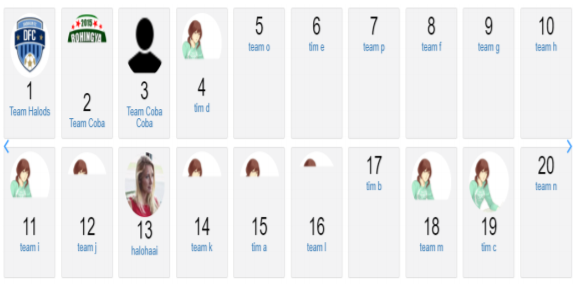 DFC
1
Team Halods
2015
ROHINGYA
2
Team Coba
3
Team Coba
Coba
4
tim d
5
team o
6
tim e
7
team p
8
team f
9
team g
10
team h
11
team i
12
team j
13
halohaai
14
team k
15
tim a
16
team l
17
tim b
18
team m
19
tim c
20
team n